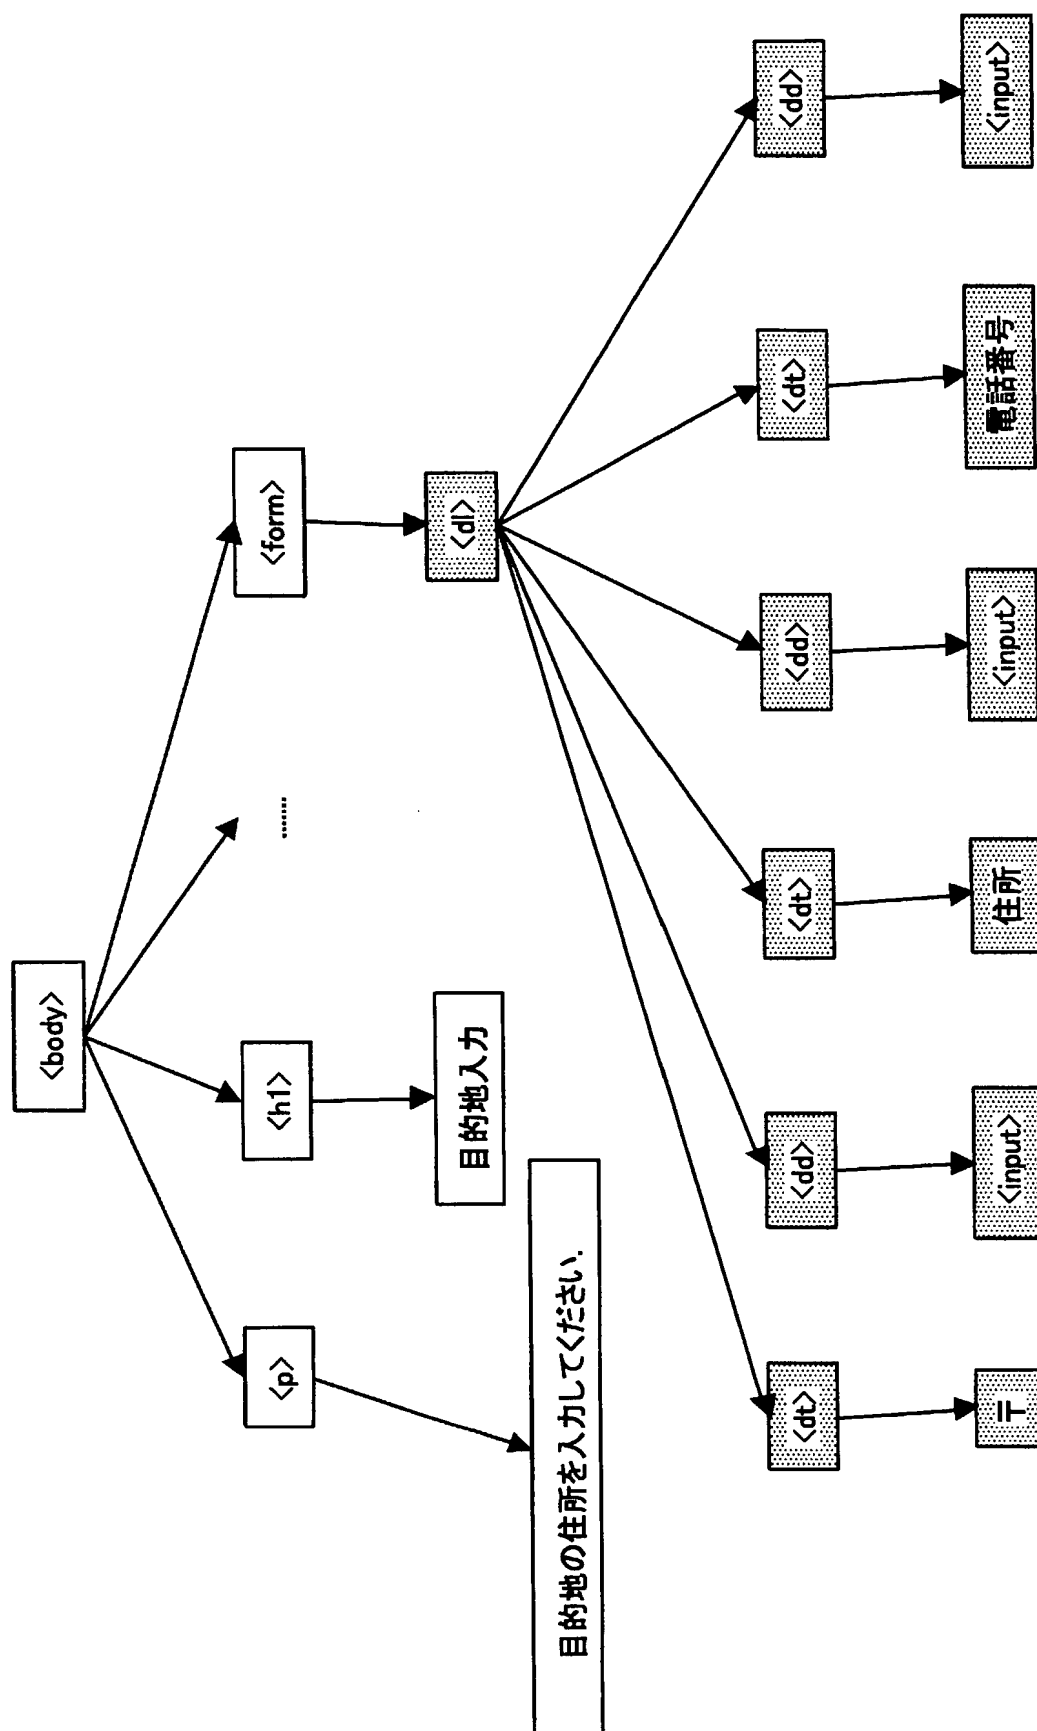 <body>
<p>
<h1>
.......
<form>
目的地の住所を入力してください.
目的地入力
<dl>
<dt>
<dd>
<dt>
<dd>
<dt>
<dd>
〒
<input>
住所
<input>
電話番号
<input>